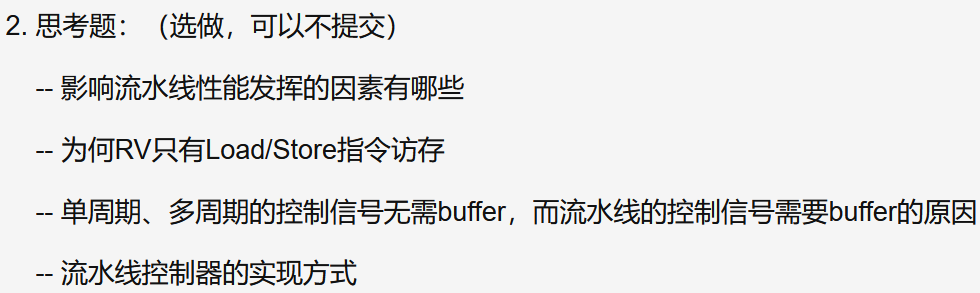 2. 思考题：（选做，可以不提交）
-- 影响流水线性能发挥的因素有哪些
-- 为何RV只有Load/Store指令访存
-- 单周期、多周期的控制信号无需buffer，而流水线的控制信号需要buffer的原因
-- 流水线控制器的实现方式